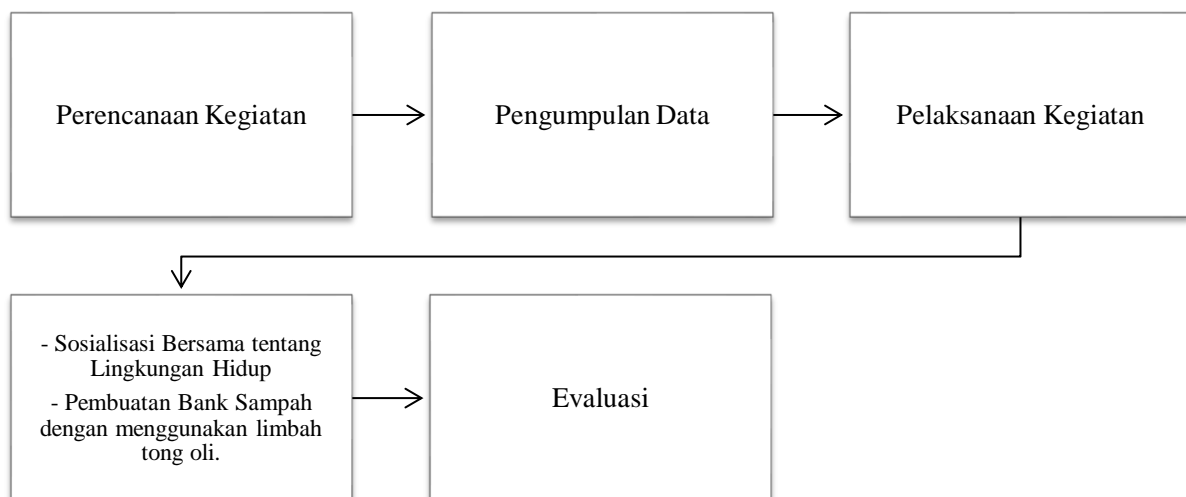 Perencanaan Kegiatan
Pengumpulan Data
Pelaksanaan Kegiatan
- Sosialisasi Bersama tentang
Lingkungan Hidup
- Pembuatan Bank Sampah
dengan menggunakan limbah
tong oli.
Evaluasi